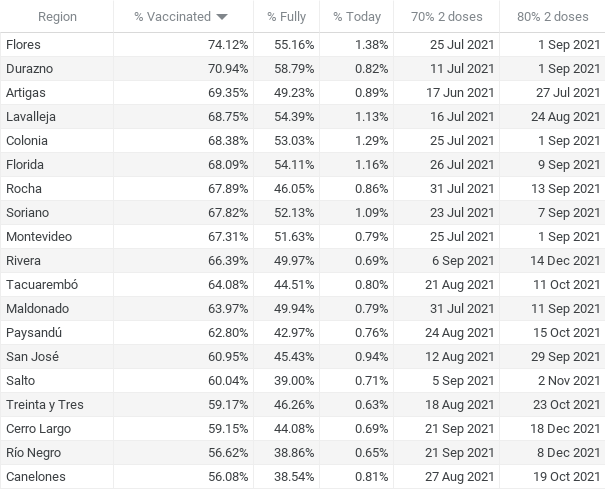 Region % Vaccinated % Fully % Today 70% 2 doses 80% 2 doses
Flores 74.12% 55.16% 1.38% 25 Jul 2021 1 Sep 2021
Durazno 70.94% 58.79% 0.82% 11 Jul 2021 1 Sep 2021
Artigas 69.35% 49.23% 0.89% 17 Jun 2021 27 Jul 2021
Lavalleja 68.75% 54.39% 1.13% 16 Jul 2021 24 Aug 2021
Colonia 68.38% 53.03% 1.29% 25 Jul 2021 1 Sep 2021
Florida 68.09% 54.11% 1.16% 26 Jul 2021 9 Sep 2021
Rocha 67.89% 46.05% 0.86% 31 Jul 2021 13 Sep 2021
Soriano 67.82% 52.13% 1.09% 23 Jul 2021 7 Sep 2021
Montevideo 67.31% 51.63% 0.79% 25 Jul 2021 1 Sep 2021
Rivera 66.39% 49.97% 0.69% 6 Sep 2021 14 Dec 2021
Tacuarembó 64.08% 44.51% 0.80% 21 Aug 2021 11 Oct 2021
Maldonado 63.97% 49.94% 0.79% 31 Jul 2021 11 Sep 2021
Paysandú 62.80% 42.97% 0.76% 24 Aug 2021 15 Oct 2021
San José 60.95% 45.43% 0.94% 12 Aug 2021 29 Sep 2021
Salto 60.04% 39.00% 0.71% 5 Sep 2021 2 Nov 2021
Treinta y Tres 59.17% 46.26% 0.63% 18 Aug 2021 23 Oct 2021
Cerro Largo 59.15% 44.08% 0.69% 21 Sep 2021 18 Dec 2021
Río Negro 56.62% 38.86% 0.65% 21 Sep 2021 8 Dec 2021
Canelones 56.08% 38.54% 0.81% 27 Aug 2021 19 Oct 2021